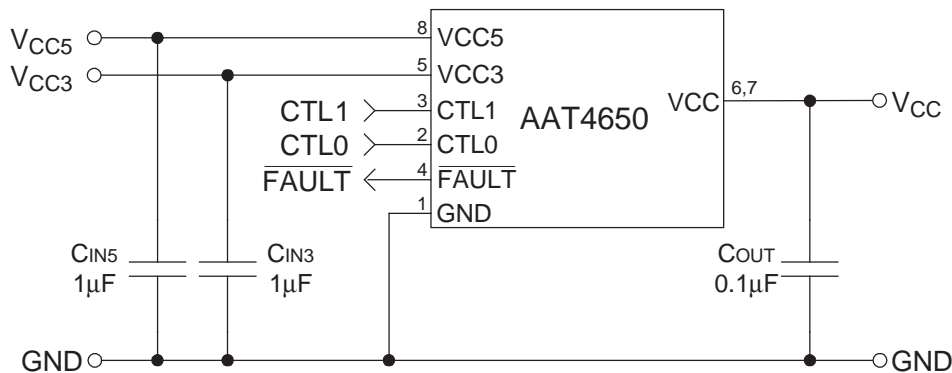 VCC5
8
VCC5
VCC3
5
VCC3
6,7
VCC
VCC
AAT4650
CTL1
3
CTL1
CTL0
2
CTL0
FAULT
4
FAULT
1
GND
CIN5
1µF
CIN3
1µF
COUT
0.1µF
GND
GND